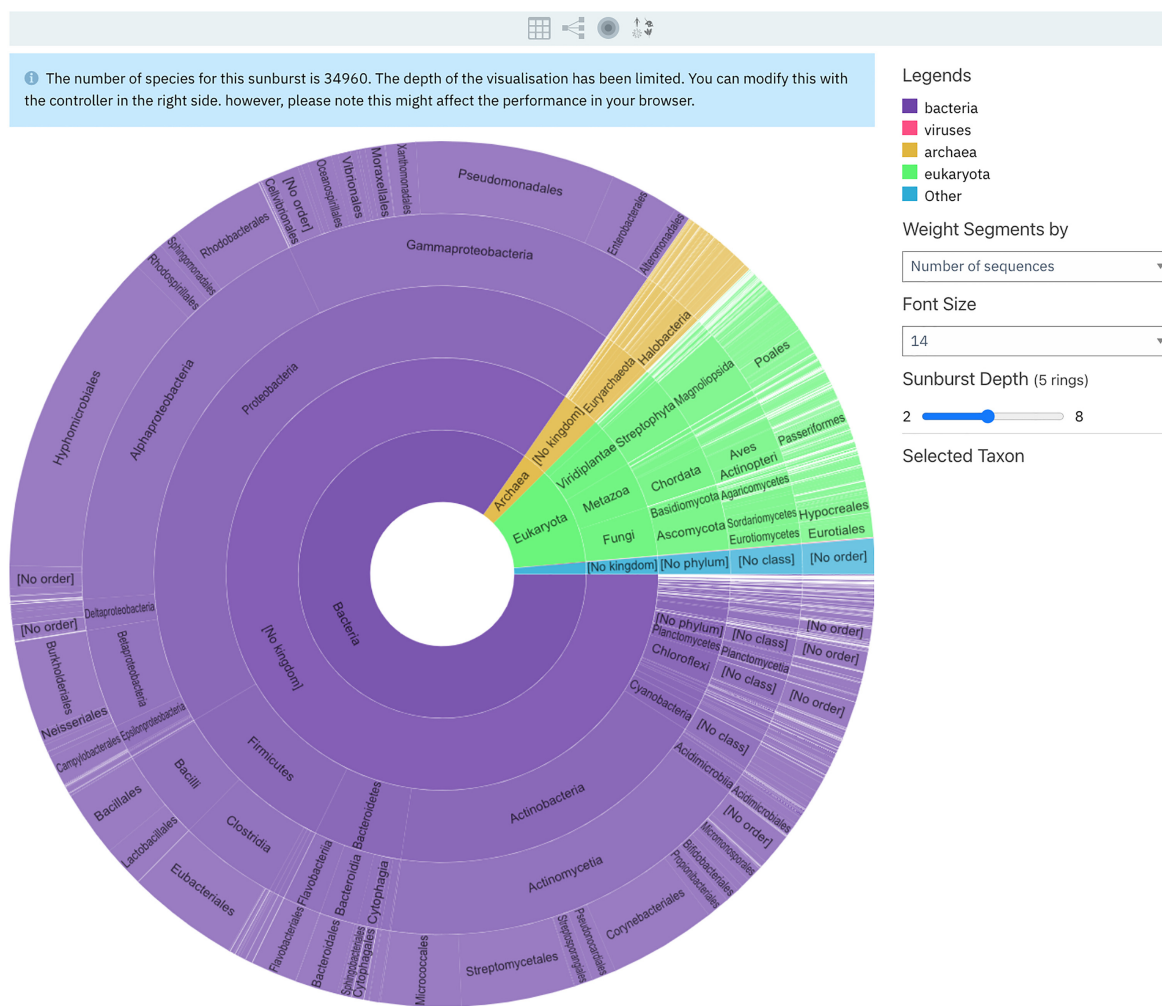 The number of species for this sunburst is 34960. The depth of the visualisation has been limited. You can modify this with
the controller in the right side. however, please note this might affect the performance in your browser.
Legends
bacteria
viruses
archaea
eukaryota
Other
Weight Segments by
Number of sequences
Font Size
14
Sunburst Depth (5 rings)
2
8
Selected Taxon
Bacteria
Archaea
Eukaryota
[No kingdom]
[No kingdom]
Viridiplantae
Metazoa
Fungi
[No kingdom]
Proteobacteria
Euryarchaeota
Streptophyta
Chordata
Basidiomycota
Ascomycota
[No phylum]
[No phylum]
Planctomycetes
Chloroflexi
Cyanobacteria
Actinobacteria
Bacteroidetes
Firmicutes
Gammaproteobacteria
Halobacteria
Magnoliopsida
Aves
Actinopteri
Agaricomycetes
Sordariomycetes
Eurotiomycetes
[No class]
[No class]
Planctomycetia
[No class]
[No class]
Acidimicrobiia
Actinomycetia
Cytophagia
Bacteroidia
Flavobacteriia
Clostridia
Bacilli
Epsilonproteobacteria
Betaproteobacteria
Deltaproteobacteria
Alphaproteobacteria
Cellvibrionales
[No order]
Oceanospirillales
Vibrionales
Moraxellales
Xanthomonadales
Pseudomonadales
Enterobacterales
Alteromonadales
Poales
Passeriformes
Hypocreales
Eurotiales
[No order]
[No order]
[No order]
[No order]
Acidimicrobiales
[No order]
Micromonosporales
Bifidobacteriales
Propionibacteriales
Corynebacteriales
Pseudonocardiales
Streptosporangiales
Streptomycetales
Micrococcales
Cytophagales
Sphingobacteriales
Bacteroidales
Flavobacteriales
Eubacteriales
Lactobacillales
Bacillales
Campylobacterales
Neisseriales
Burkholderiales
[No order]
[No order]
Hyphomicrobiales
Rhodospirillales
Sphingomonadales
Rhodobacterales